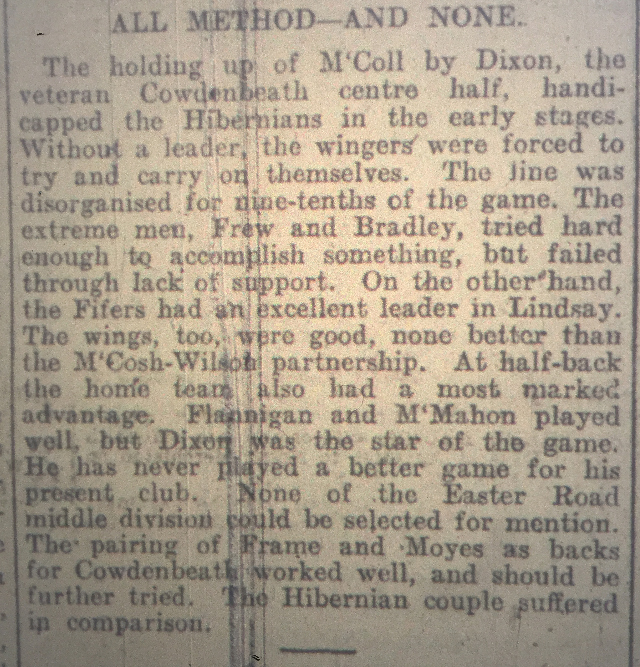 ALL METHOD—AND NONE.
The holding up of M‘Coll by Dixon, the
veteran Cowdenbeath centre half, handi-
capped the Hibernians in the early stages.
Without a leader, the wingers were forced to
try and carry on themselves. The line was
disorganised for nine-tenths of the game. The
extreme men, Frew and Bradley, tried hard
enough to accomplish something, but failed
through lack of support. On the other hand,
the Fifers had an excellent leader in Lindsay.
The wings, too, were good, none better than
the M‘Cosh-Wilson partnership. At half-back
the home team also had a most marked
advantage. Flannigan and M‘Mahon played
well, but Dixon was the star of the game.
He has never played a better game for his
present club. None of the Easter Road
middle division could be selected for mention.
The pairing of Frame and Moyes as backs
for Cowdenbeath worked well, and should be
further tried. The Hibernian couple suffered
in comparison.